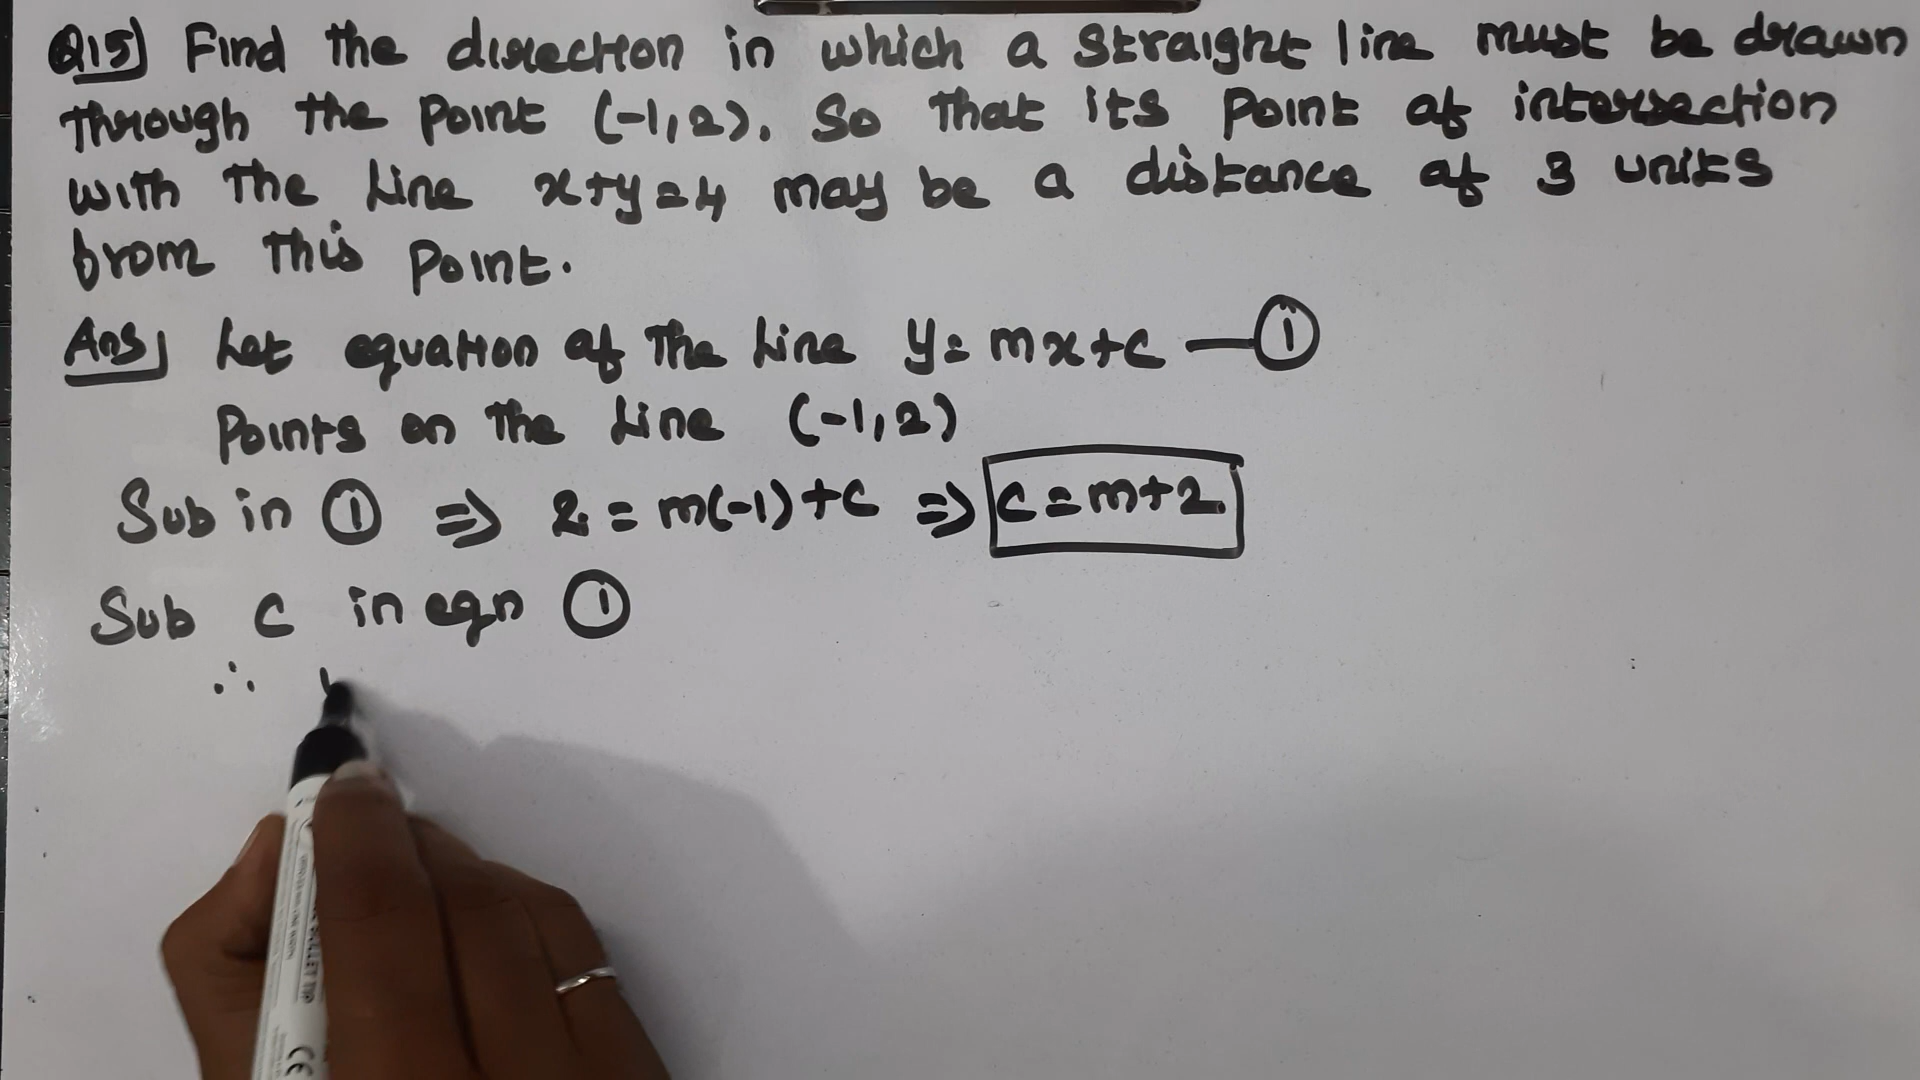 Q15) Find the direction in which a straight line must be drawn
through the point (-1,2). So that its point of intersection
with the line x+y=4 may be a distance of 3 units
from this point.
Ans) Let equation of the line y= mx+c — ①
Points on the line (-1,2)
Sub in ① => 2 = m(-1)+c => c=m+2
Sub c in eqn ①
∴
BULLET TIP
CE